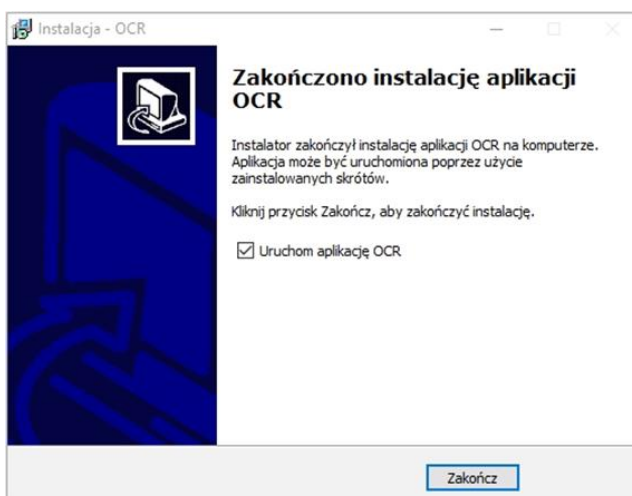 Instalacja - OCR
Zakończono instalację aplikacji
OCR
Instalator zakończył instalację aplikacji OCR na komputerze.
Aplikacja może być uruchomiona poprzez użycie
zainstalowanych skrótów.
Kliknij przycisk Zakończ, aby zakończyć instalację.
Uruchom aplikację OCR
Zakończ